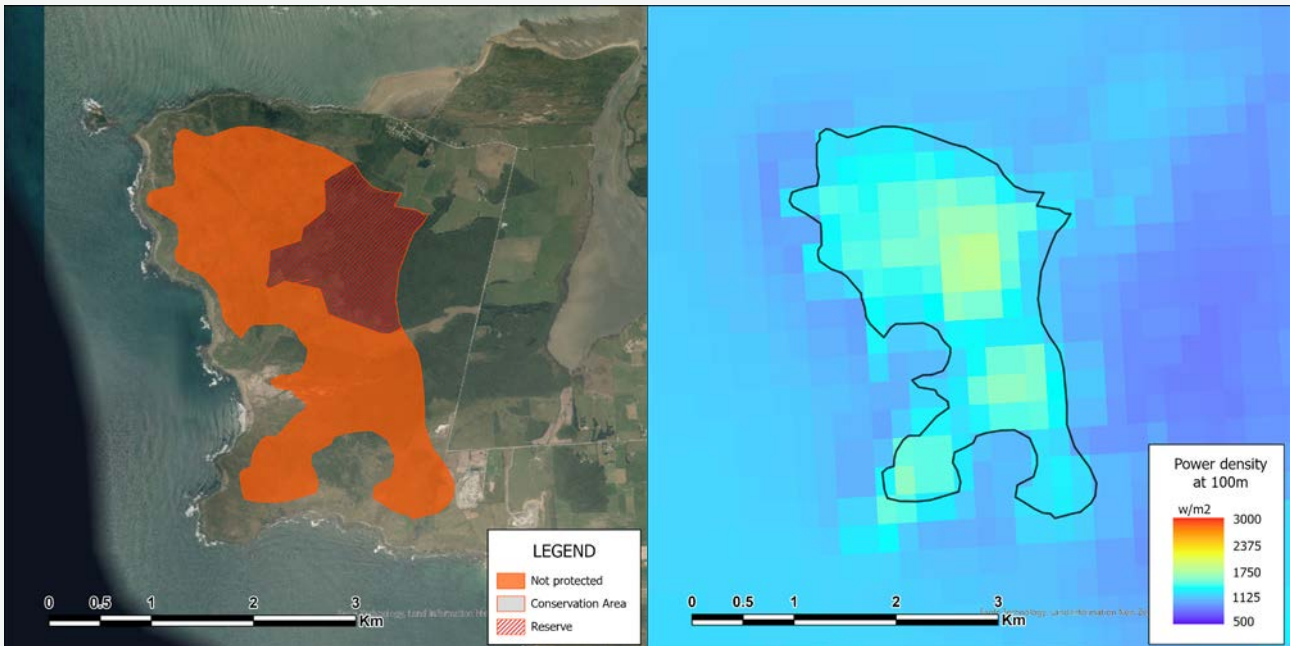 LEGEND
Not protected
Conservation Area
Reserve
0 0.5 1 2 3
Km
Power density
at 100m
w/m2
3000
2375
1750
1125
500
0 0.5 1 2 3
Km